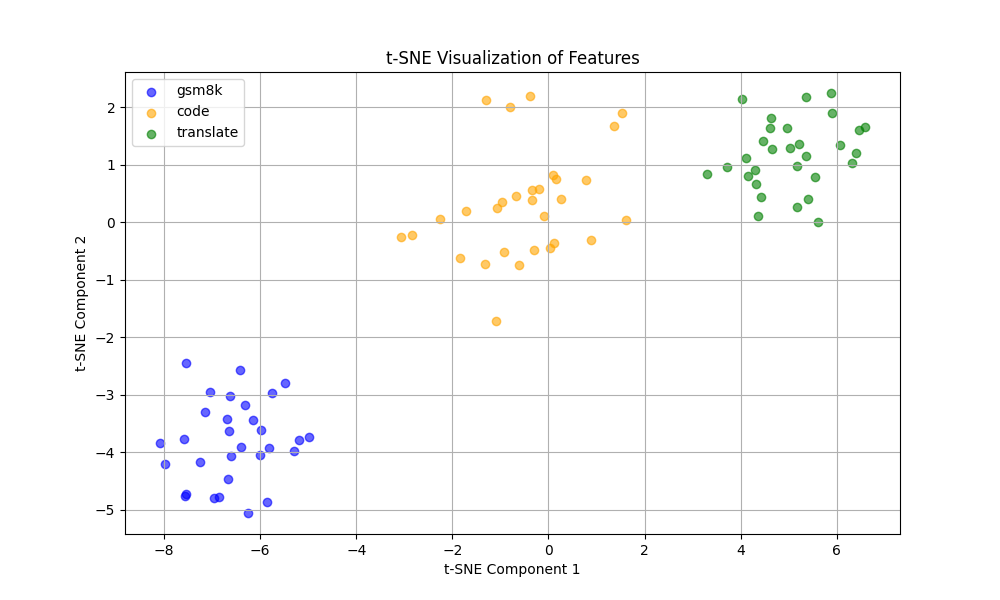 t-SNE Visualization of Features
gsm8k
code
translate
2
1
0
−1
−2
−3
−4
−5
t-SNE Component 2
−8 −6 −4 −2 0 2 4 6
t-SNE Component 1